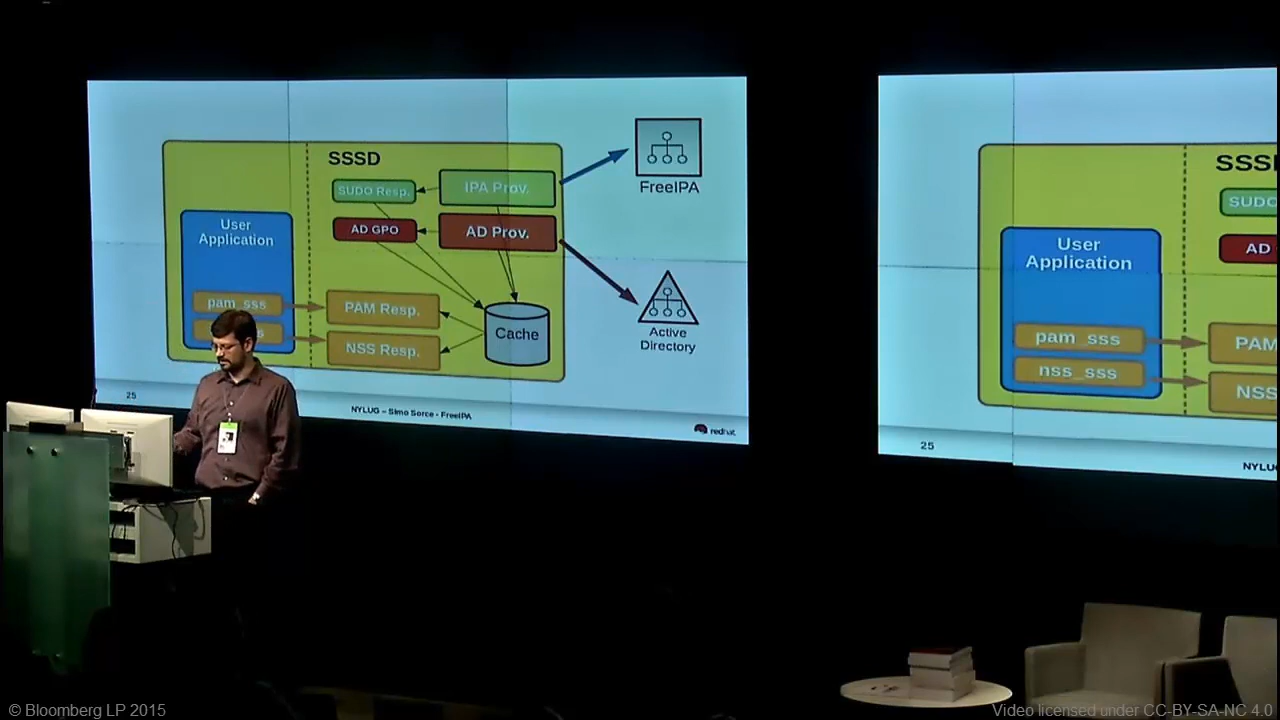 SSSD
SUDO Resp.
IPA Prov.
AD GPO
AD Prov.
User
Application
pam_sss
PAM Resp.
NSS Resp.
Cache
FreeIPA
Active
Directory
25
NYLUG – Simo Sorce - FreeIPA
redhat.
SSSD
SUDO
AD
User
Application
pam_sss
PAM
nss_sss
NSS
25
NYLUG
© Bloomberg LP 2015
Video licensed under CC-BY-SA-NC 4.0